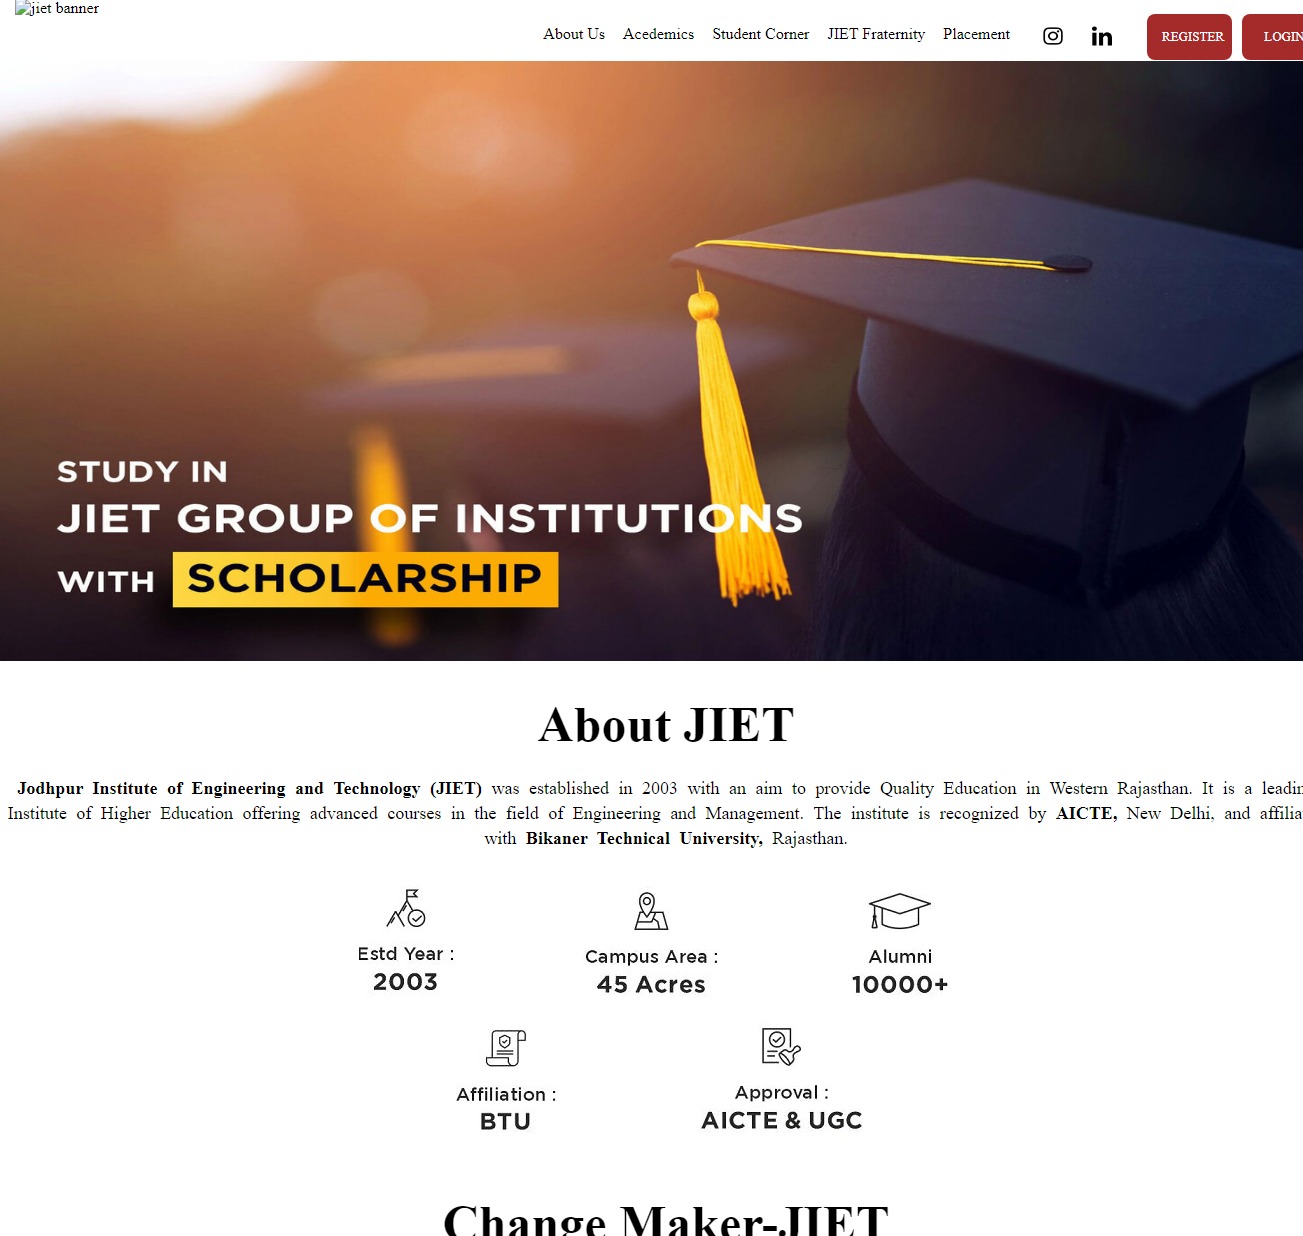 jiet banner
About Us Acedemics Student Corner JIET Fraternity Placement REGISTER LOGIN
STUDY IN
JIET GROUP OF INSTITUTIONS
WITH SCHOLARSHIP
About JIET
Jodhpur Institute of Engineering and Technology (JIET) was established in 2003 with an aim to provide Quality Education in Western Rajasthan. It is a leadin
Institute of Higher Education offering advanced courses in the field of Engineering and Management. The institute is recognized by AICTE, New Delhi, and affilia
with Bikaner Technical University, Rajasthan.
Estd Year : Campus Area : Alumni
2003 45 Acres 10000+
Affiliation : Approval :
BTU AICTE & UGC
Change Maker-JIET